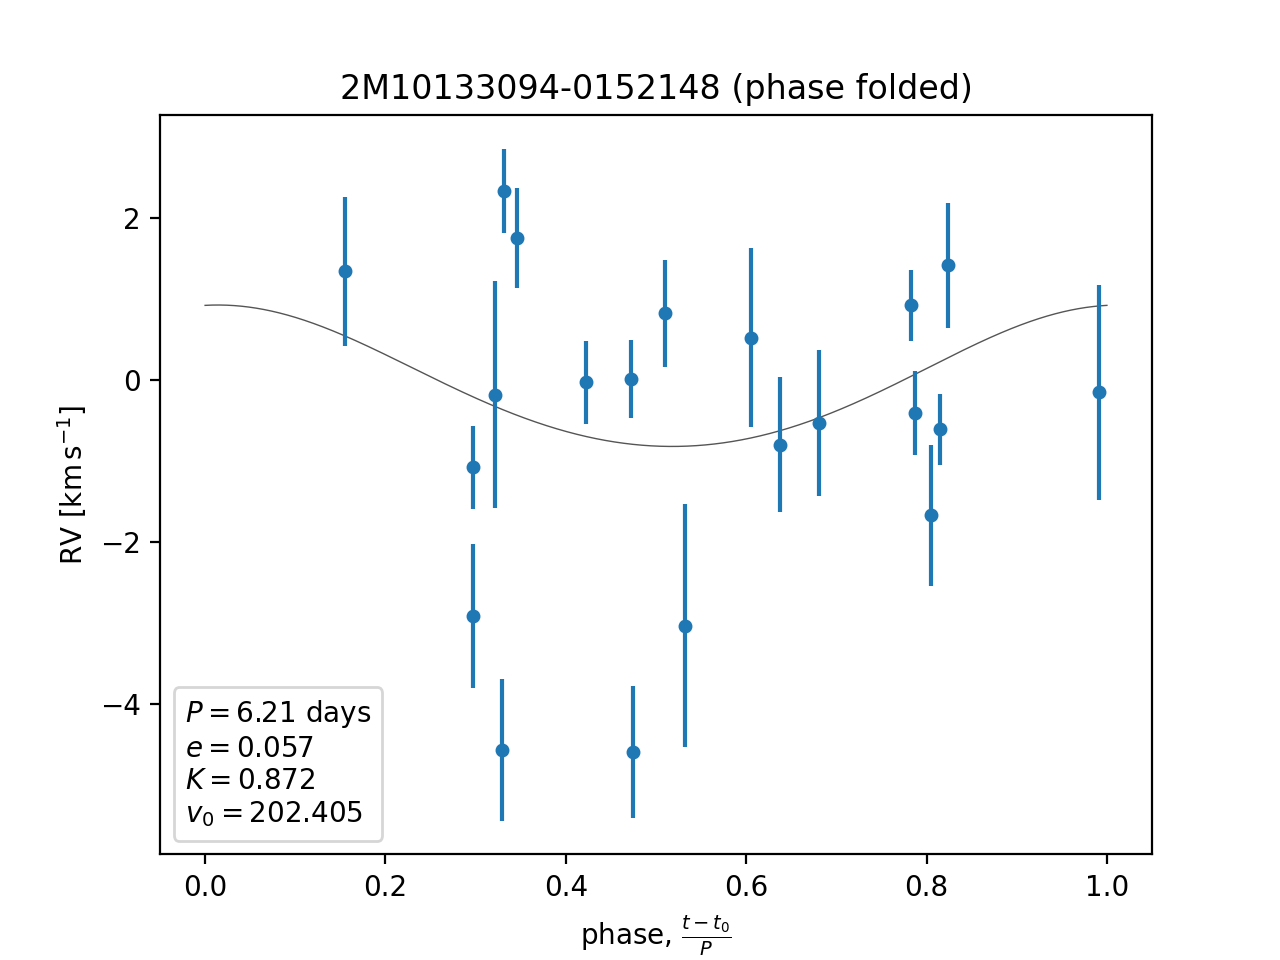 2M10133094-0152148 (phase folded)
RV [km s⁻¹]
2
0
−2
−4
P = 6.21 days
e = 0.057
K = 0.872
v₀ = 202.405
0.0 0.2 0.4 0.6 0.8 1.0
phase, (t − t₀)/P